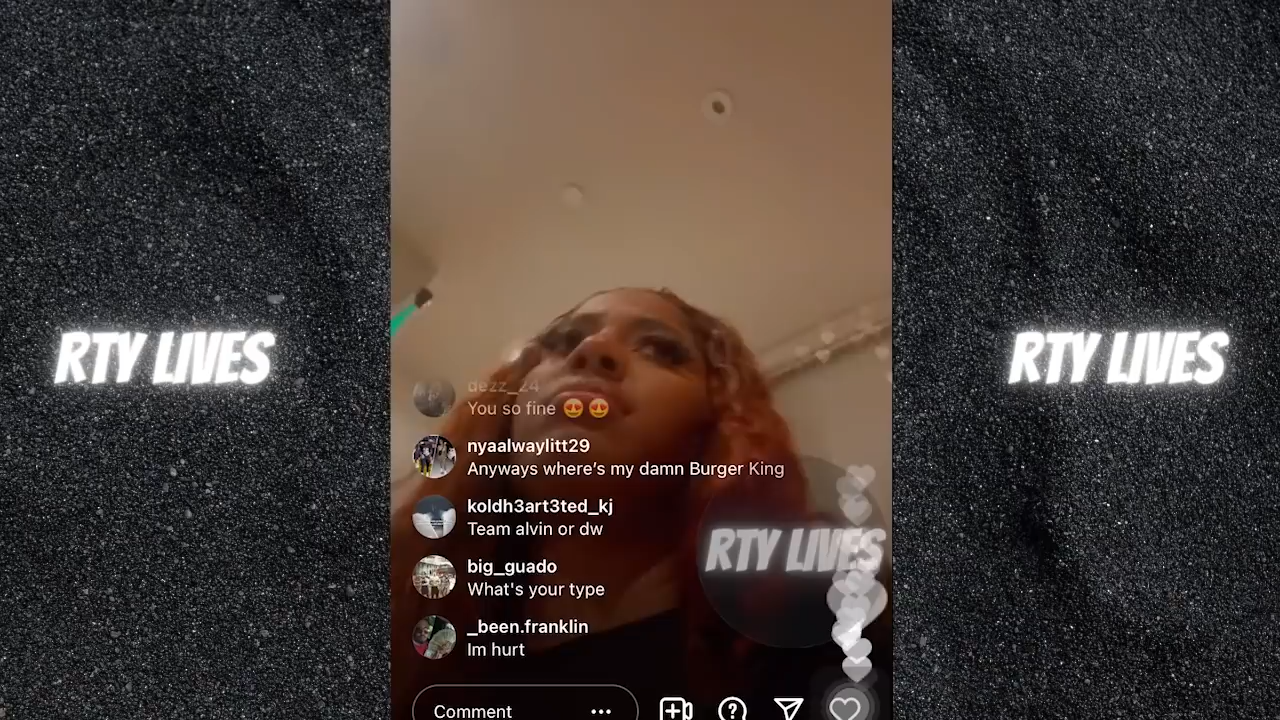 RTY LIVES
dezz_24
You so fine 😍😍
nyaalwaylitt29
Anyways where's my damn Burger King
koldh3art3ted_kj
Team alvin or dw
big_guado
What's your type
_been.franklin
Im hurt
Comment
RTY LIVES
RTY LIVES